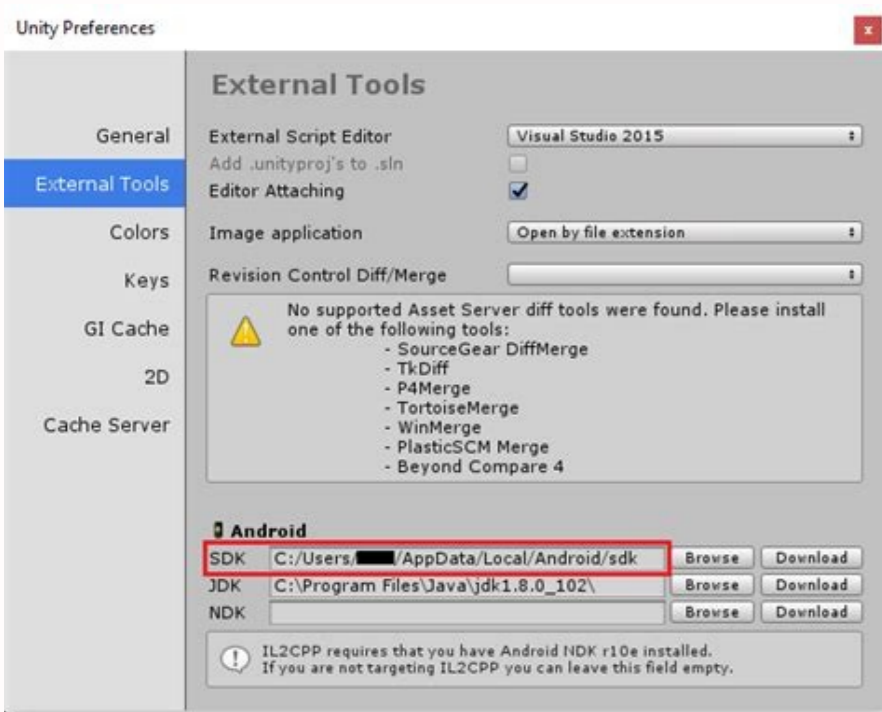 Unity Preferences
x
External Tools
General
External Tools
Colors
Keys
GI Cache
2D
Cache Server
External Script Editor Visual Studio 2015
Add .unityproj's to .sln
Editor Attaching
Image application Open by file extension
Revision Control Diff/Merge
No supported Asset Server diff tools were found. Please install
one of the following tools:
- SourceGear DiffMerge
- TkDiff
- P4Merge
- TortoiseMerge
- WinMerge
- PlasticSCM Merge
- Beyond Compare 4
Android
SDK C:/Users/ /AppData/Local/Android/sdk Browse Download
JDK C:\Program Files\Java\jdk1.8.0_102\ Browse Download
NDK Browse Download
IL2CPP requires that you have Android NDK r10e installed.
If you are not targeting IL2CPP you can leave this field empty.